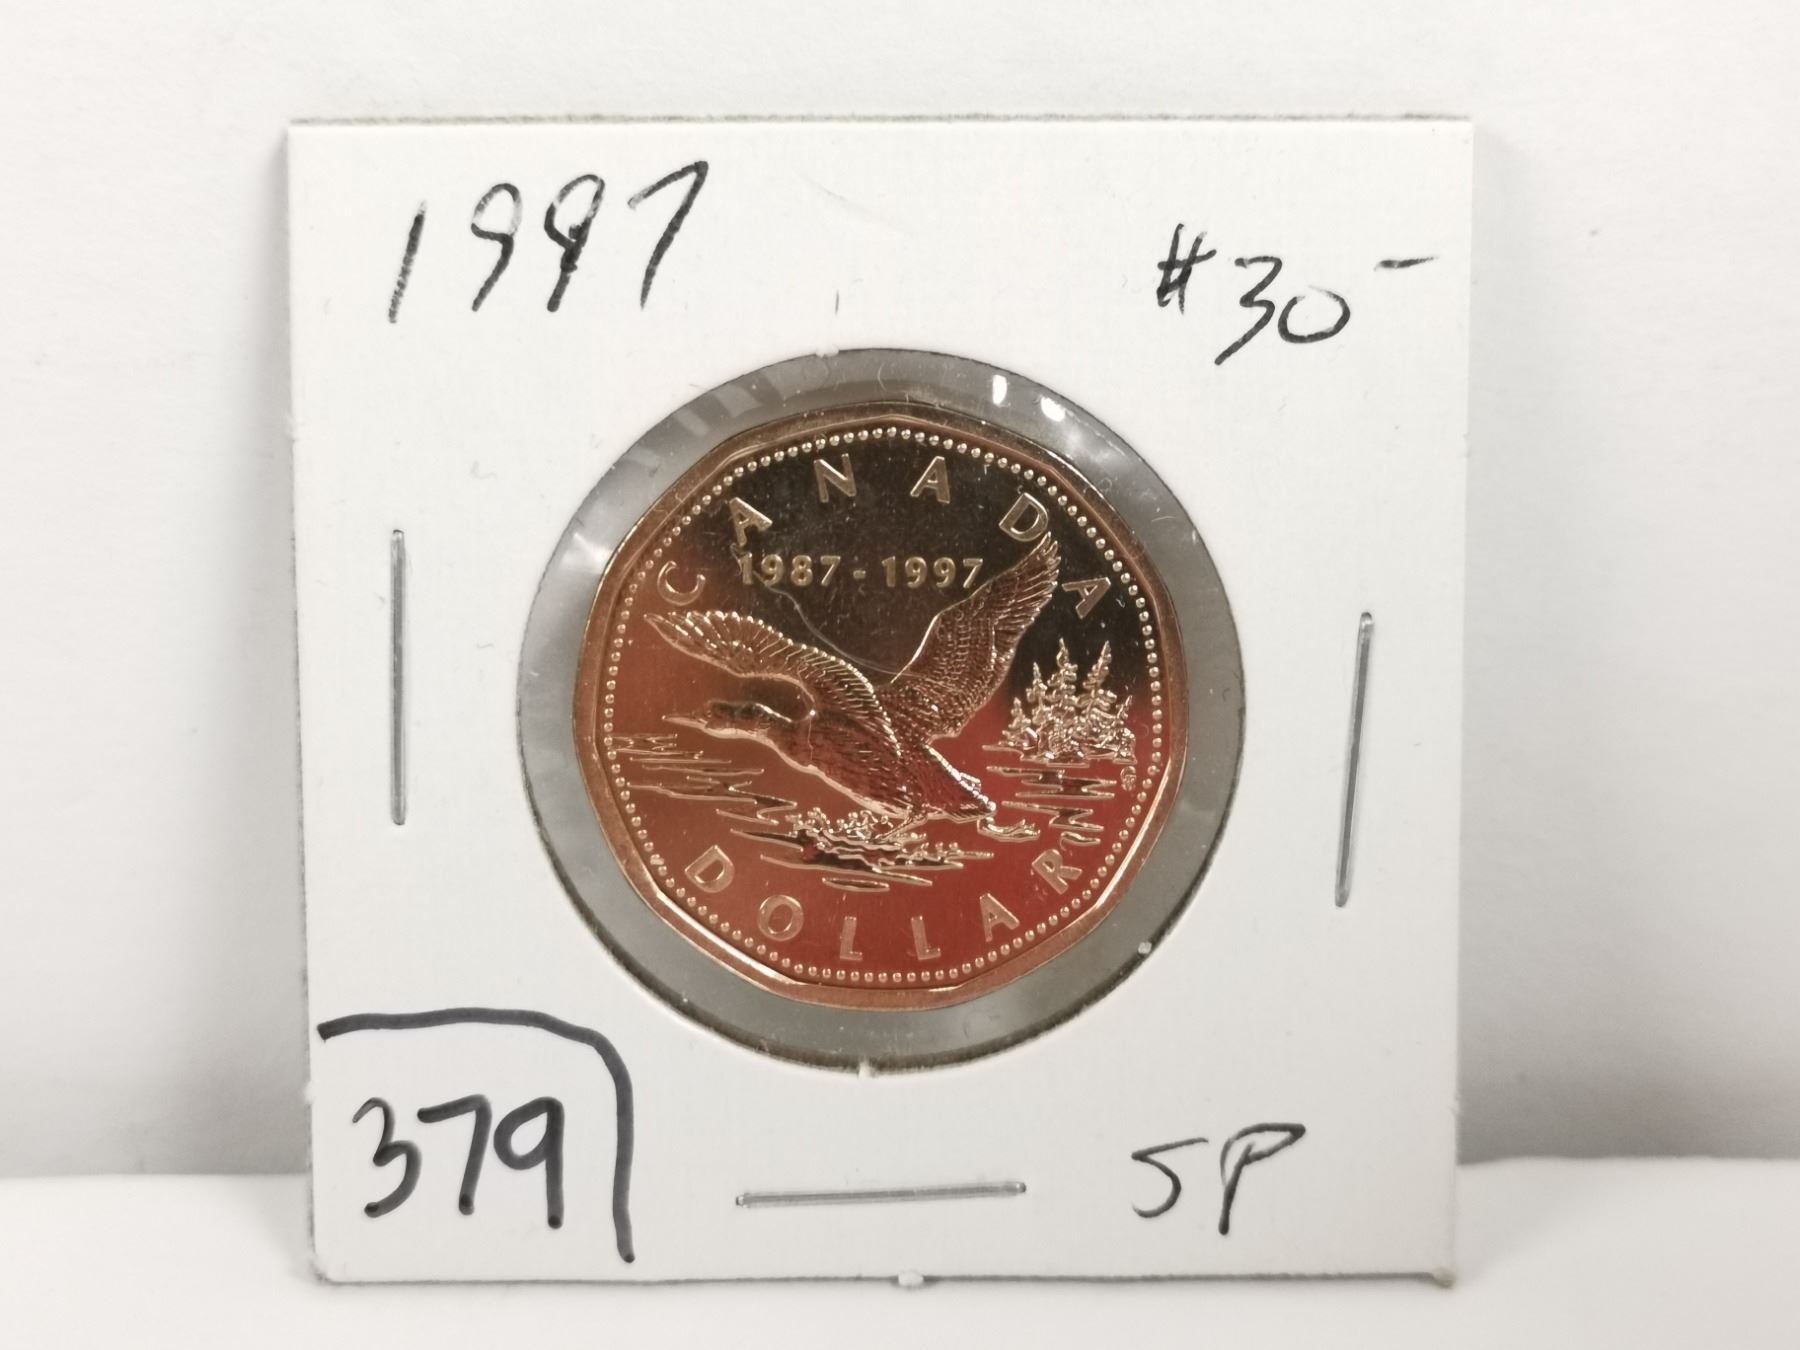 1997
#30-
CANADA
1987-1997
DOLLAR
379
SP